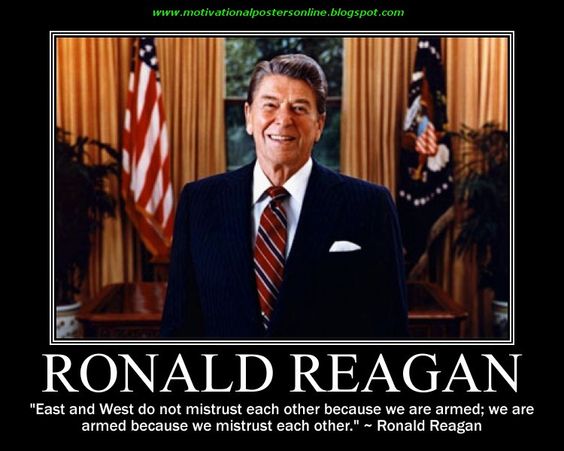 www.motivationalpostersonline.blogspot.com
RONALD REAGAN
"East and West do not mistrust each other because we are armed; we are
armed because we mistrust each other." ~ Ronald Reagan